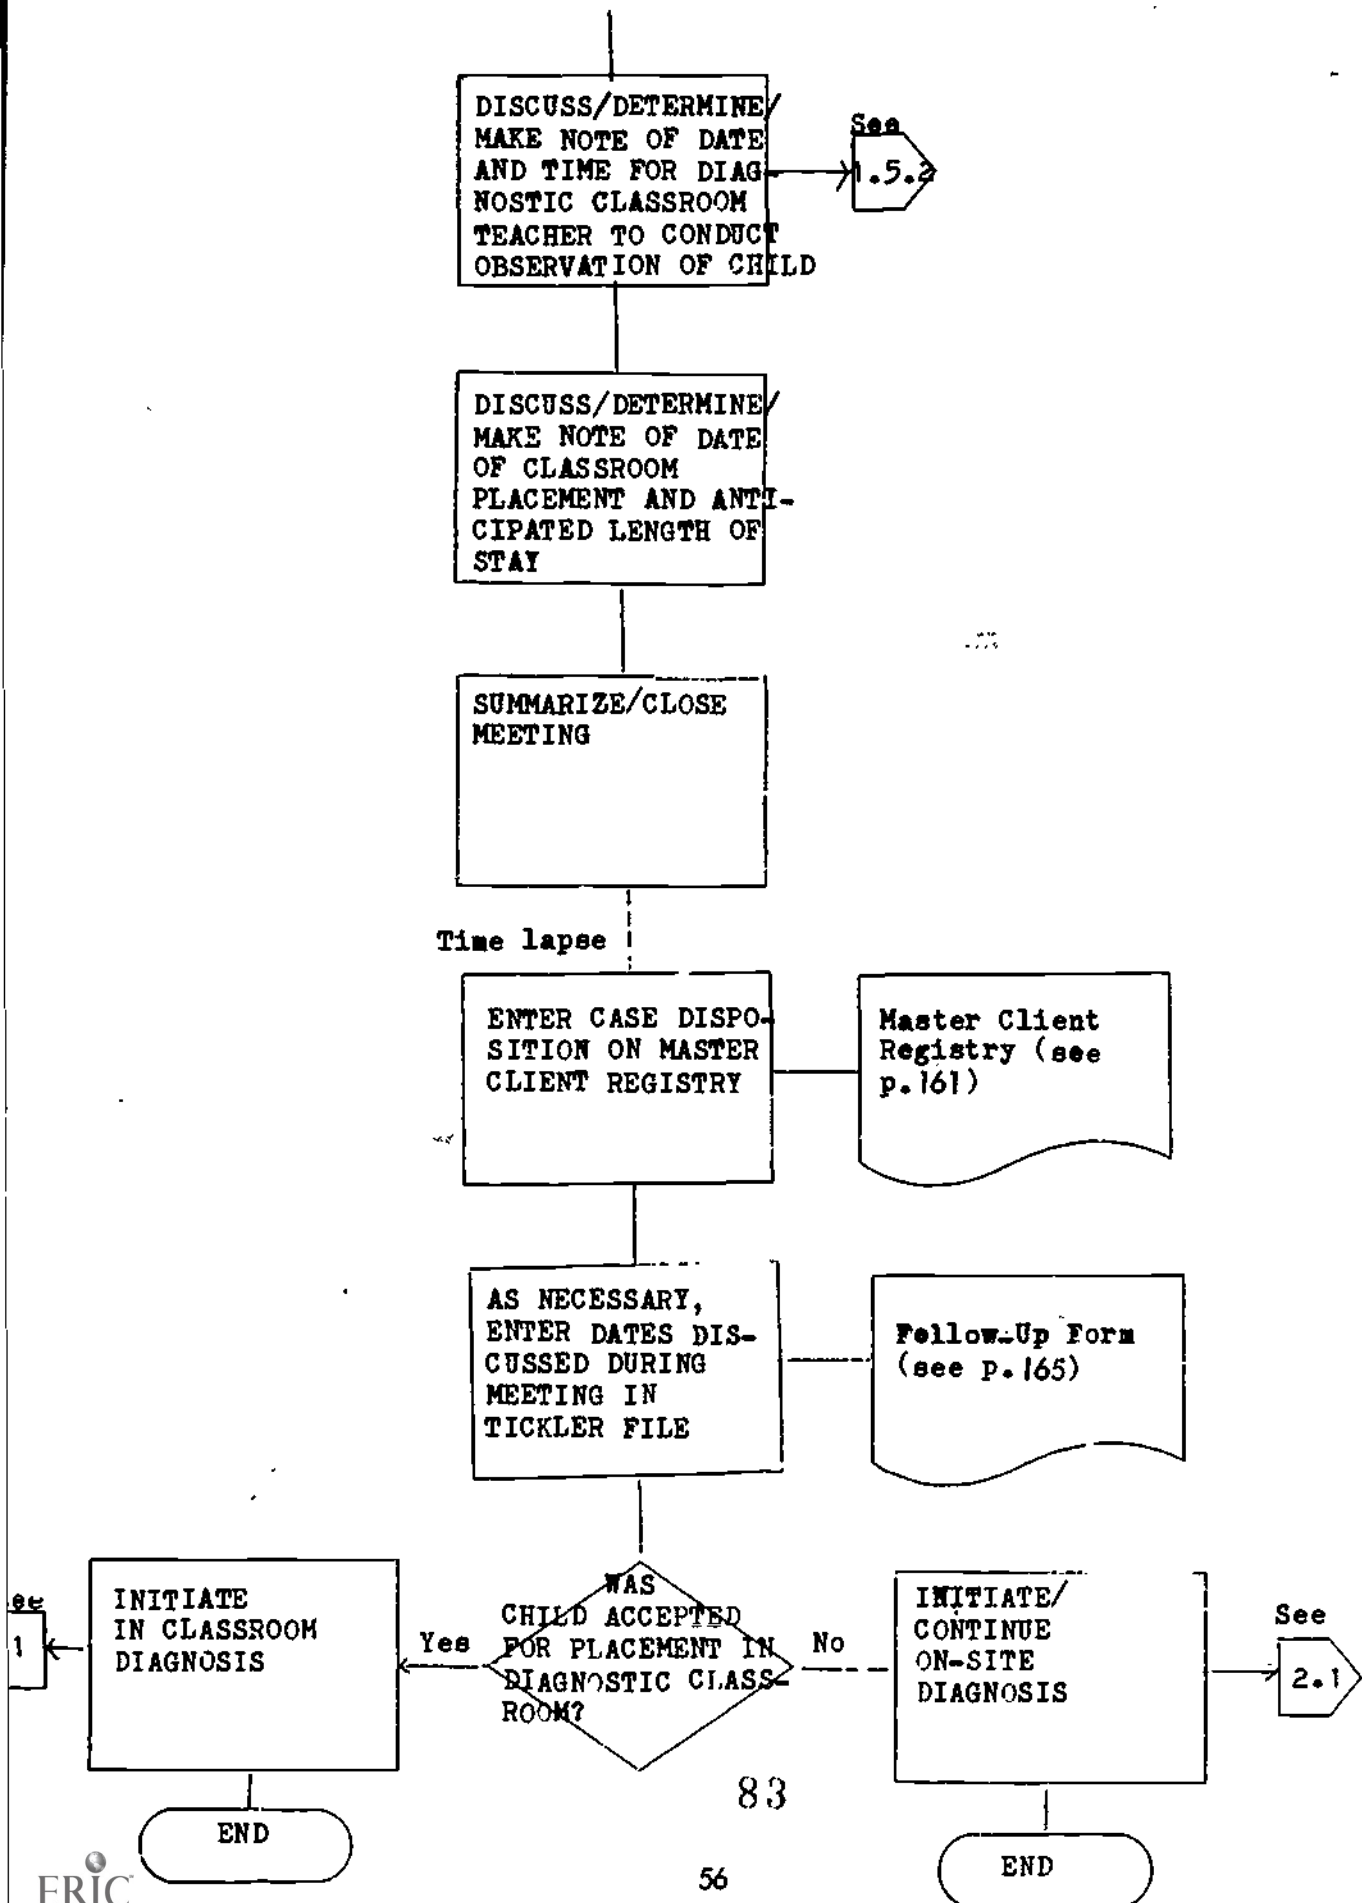 DISCUSS/DETERMINE/
MAKE NOTE OF DATE
AND TIME FOR DIAG-
NOSTIC CLASSROOM
TEACHER TO CONDUCT
OBSERVATION OF CHILD
See
1.5.2
DISCUSS/DETERMINE/
MAKE NOTE OF DATE
OF CLASSROOM
PLACEMENT AND ANTI-
CIPATED LENGTH OF
STAY
SUMMARIZE/CLOSE
MEETING
Time lapse
ENTER CASE DISPO-
SITION ON MASTER
CLIENT REGISTRY
Master Client
Registry (see
p.161)
AS NECESSARY,
ENTER DATES DIS-
CUSSED DURING
MEETING IN
TICKLER FILE
Follow-Up Form
(see p.165)
ee
1
INITIATE
IN CLASSROOM
DIAGNOSIS
Yes
WAS
CHILD ACCEPTED
FOR PLACEMENT IN
DIAGNOSTIC CLASS-
ROOM?
No
INITIATE/
CONTINUE
ON-SITE
DIAGNOSIS
See
2.1
83
END
END
56
ERIC